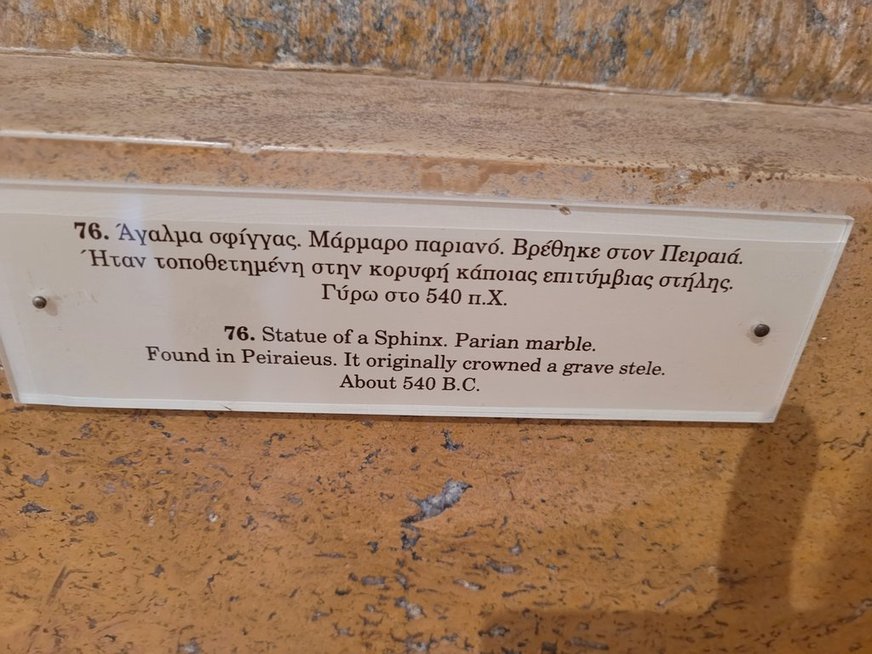 76. Άγαλμα σφίγγας. Μάρμαρο παριανό. Βρέθηκε στον Πειραιά.
Ήταν τοποθετημένη στην κορυφή κάποιας επιτύμβιας στήλης.
Γύρω στο 540 π.Χ.
76. Statue of a Sphinx. Parian marble.
Found in Peiraieus. It originally crowned a grave stele.
About 540 B.C.